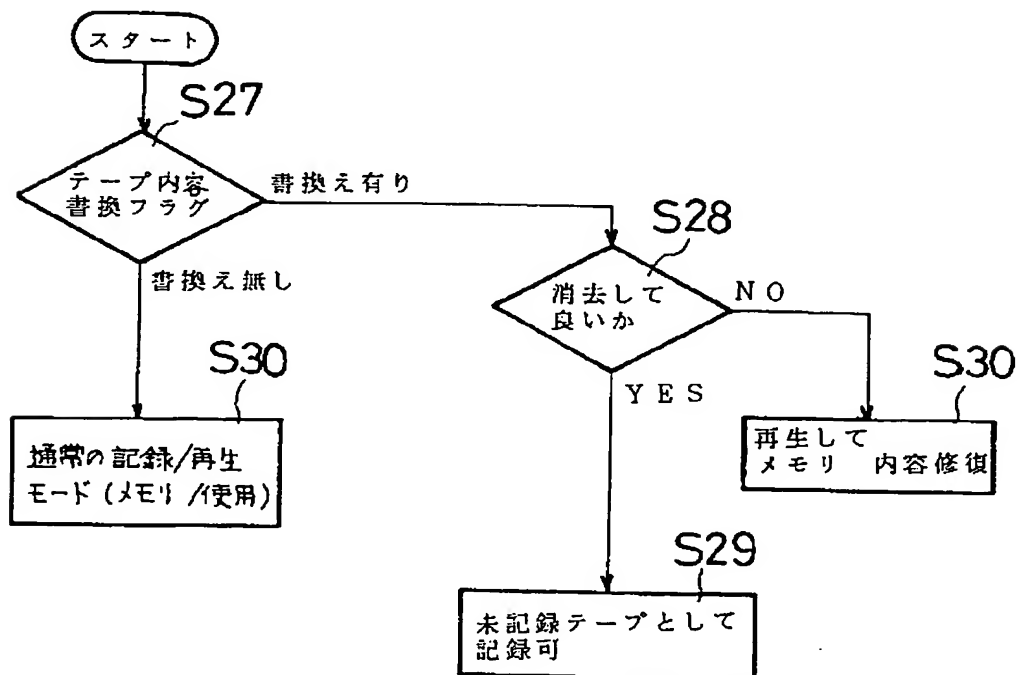 スタート
S27
テープ内容
書換フラグ
書換え有り
書換え無し
S28
消去して
良いか
NO
YES
S30
通常の記録/再生
モード(メモリ/使用)
S30
再生して
メモリ 内容修復
S29
未記録テープとして
記録可